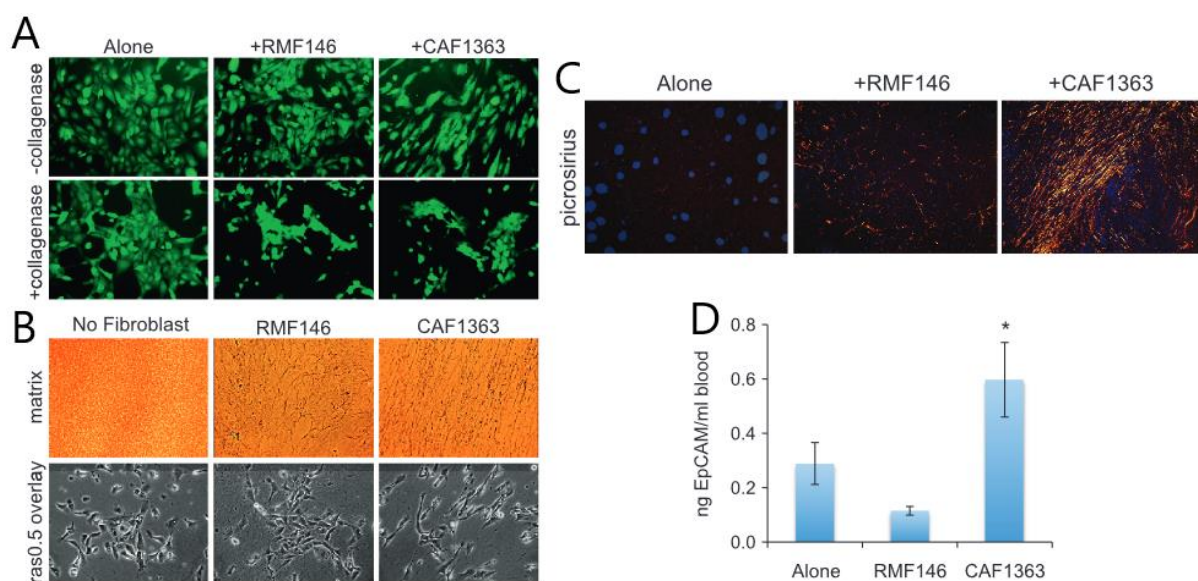 A
Alone +RMF146 +CAF1363
-collagenase
+collagenase
B
No Fibroblast RMF146 CAF1363
matrix
ras0.5 overlay
C
Alone +RMF146 +CAF1363
picrosirius
D
ng EpCAM/ml blood
0.8
0.6
0.4
0.2
0.0
*
Alone RMF146 CAF1363